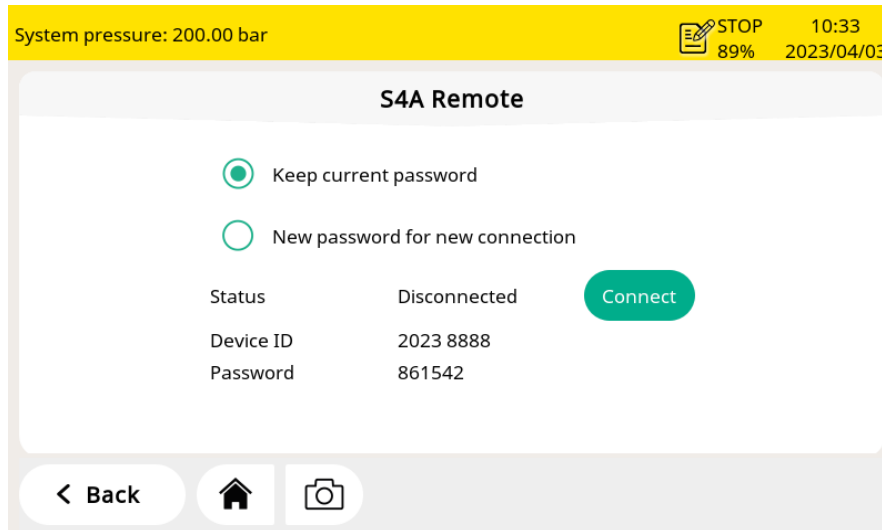 System pressure: 200.00 bar
STOP 10:33
89% 2023/04/03
S4A Remote
Keep current password
New password for new connection
Status Disconnected Connect
Device ID 2023 8888
Password 861542
< Back